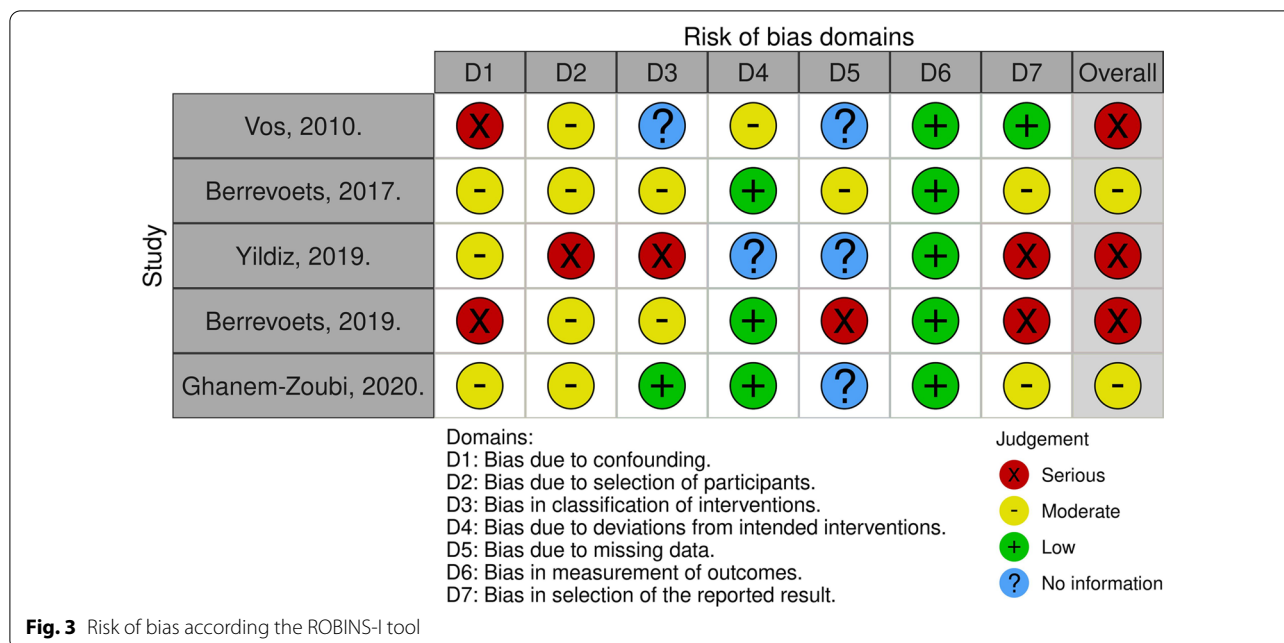 Risk of bias domains
D1 D2 D3 D4 D5 D6 D7 Overall
Study
Vos, 2010. X - ? - ? + + X
Berrevoets, 2017. - - - + - + - -
Yildiz, 2019. - X X ? ? + X X
Berrevoets, 2019. X - - + X + X X
Ghanem-Zoubi, 2020. - - + + ? + - -
Domains:
D1: Bias due to confounding.
D2: Bias due to selection of participants.
D3: Bias in classification of interventions.
D4: Bias due to deviations from intended interventions.
D5: Bias due to missing data.
D6: Bias in measurement of outcomes.
D7: Bias in selection of the reported result.
Judgement
X Serious
- Moderate
+ Low
? No information
Fig. 3 Risk of bias according the ROBINS-I tool